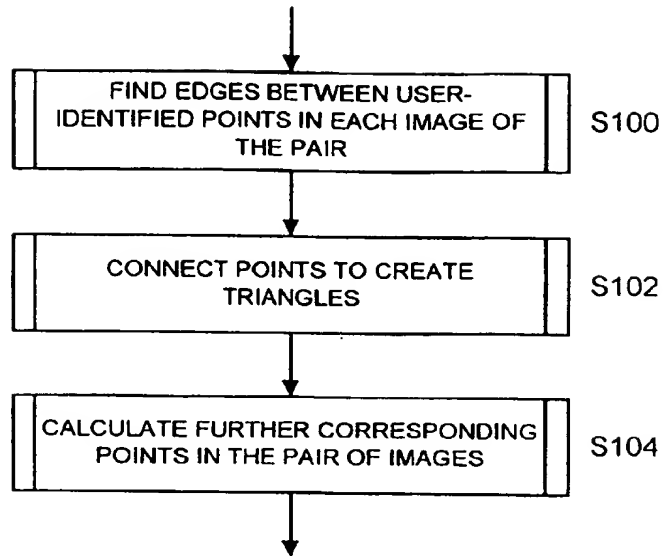 FIND EDGES BETWEEN USER-
IDENTIFIED POINTS IN EACH IMAGE OF
THE PAIR
S100
CONNECT POINTS TO CREATE
TRIANGLES
S102
CALCULATE FURTHER CORRESPONDING
POINTS IN THE PAIR OF IMAGES
S104